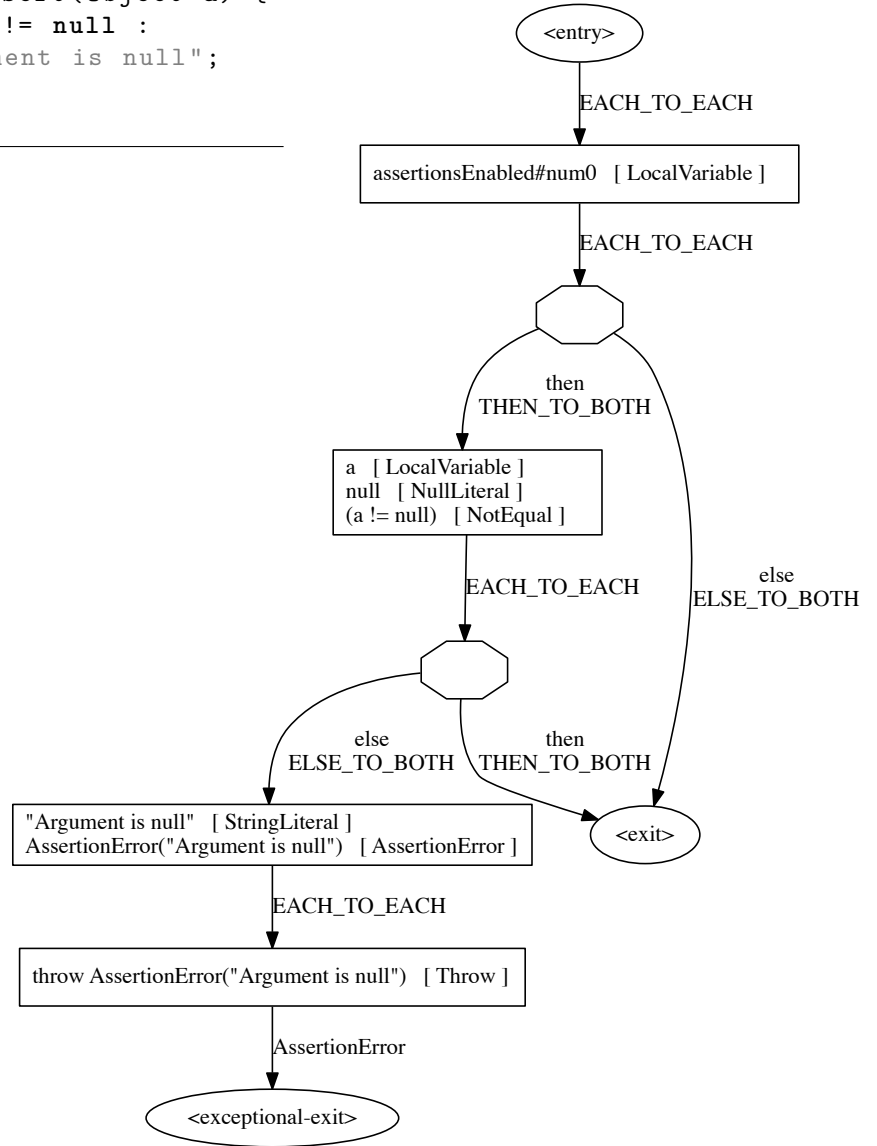 != null :
ment is null";
<entry>
EACH_TO_EACH
assertionsEnabled#num0 [ LocalVariable ]
EACH_TO_EACH
then
THEN_TO_BOTH
a [ LocalVariable ]
null [ NullLiteral ]
(a != null) [ NotEqual ]
else
ELSE_TO_BOTH
EACH_TO_EACH
else
ELSE_TO_BOTH
then
THEN_TO_BOTH
"Argument is null" [ StringLiteral ]
AssertionError("Argument is null") [ AssertionError ]
<exit>
EACH_TO_EACH
throw AssertionError("Argument is null") [ Throw ]
AssertionError
<exceptional-exit>